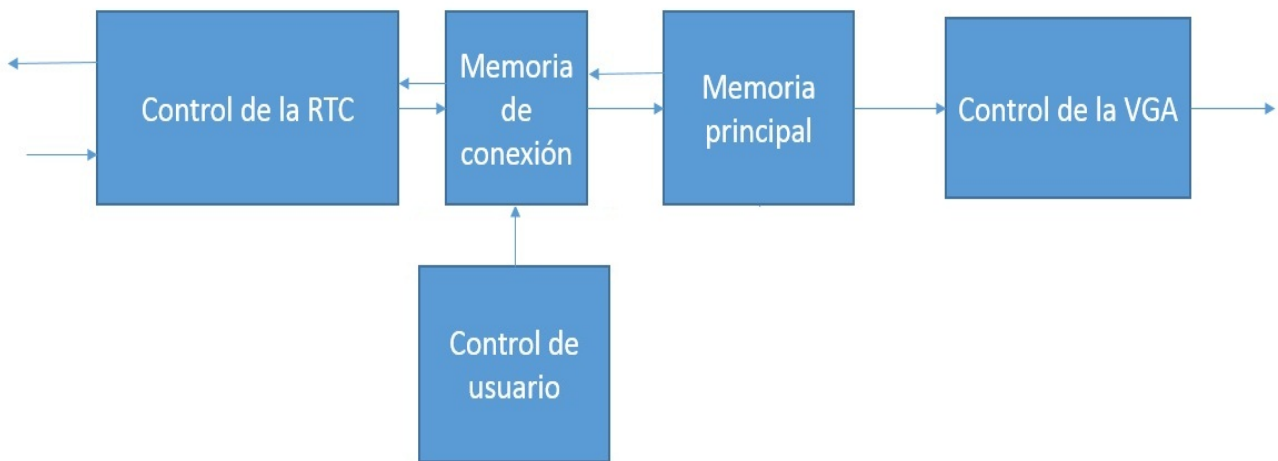 Control de la RTC
Memoria
de
conexión
Memoria
principal
Control de la VGA
Control de
usuario